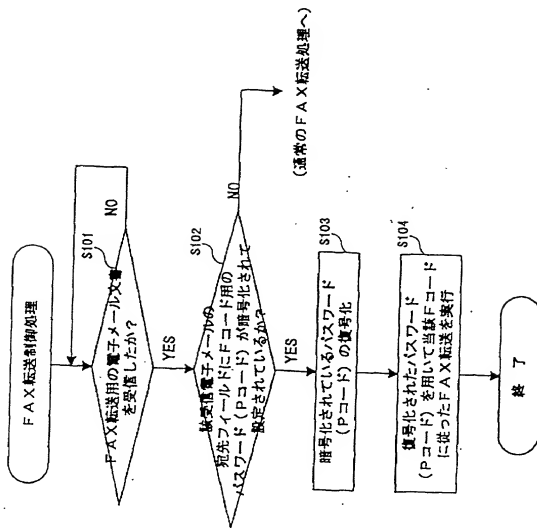 FAX転送制御処理
S101
FAX転送用の電子メール文書
を受信したか?
NO
YES
S102
該受信電子メールの
宛先フィールドにFコード用の
パスワード(Pコード)が暗号化されて
設定されているか?
NO
(通常のFAX転送処理へ)
YES
S103
暗号化されているパスワード
(Pコード)の復号化
S104
復号化されたパスワード
(Pコード)を用いて当該Fコード
に従ったFAX転送を実行
終了